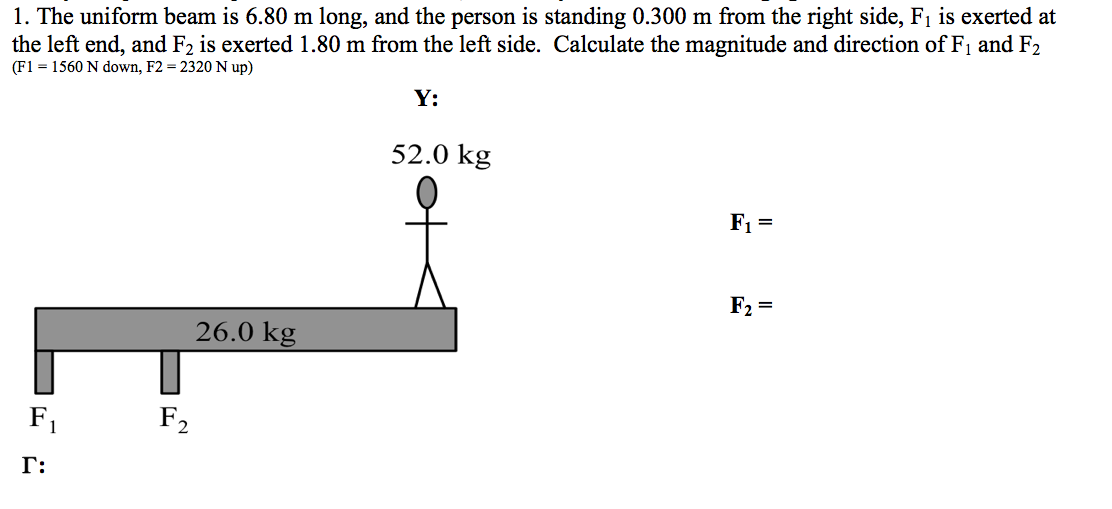 1. The uniform beam is 6.80 m long, and the person is standing 0.300 m from the right side, F₁ is exerted at
the left end, and F₂ is exerted 1.80 m from the left side.  Calculate the magnitude and direction of F₁ and F₂
(F1 = 1560 N down, F2 = 2320 N up)
Y:
52.0 kg
F₁ =
F₂ =
26.0 kg
F₁ F₂
Γ: